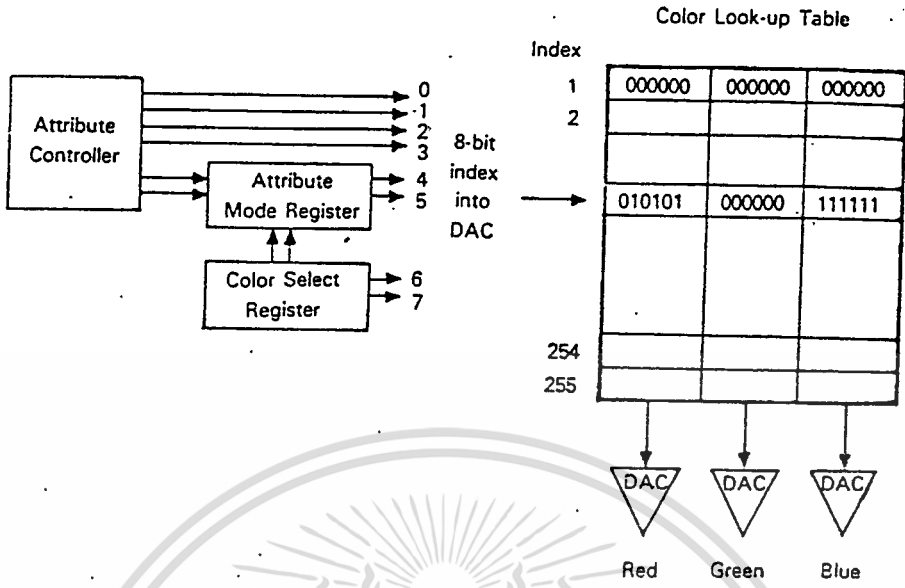 Color Look-up Table
Index
1 000000 000000 000000
2
Attribute
Controller
0
1
2
3
4
5
6
7
8-bit
index
into
DAC
Attribute
Mode Register
Color Select
Register
010101 000000 111111
254
255
DAC DAC DAC
Red Green Blue